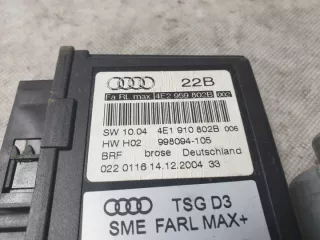 22B
Fa RL max 4E2 959 802B 002
SW 10.04 4E1 910 802B 006
HW H02 998094-105
BRF brose Deutschland
022 0116 14.12.2004 33
TSG D3
SME FARL MAX+